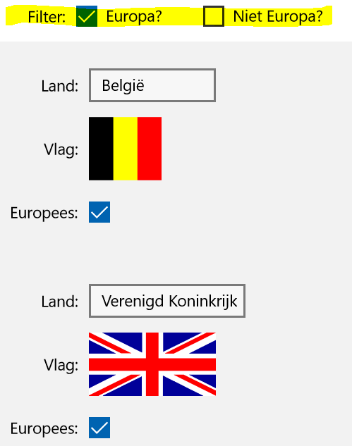 Filter: Europa? Niet Europa?
Land: België
Vlag:
Europees:
Land: Verenigd Koninkrijk
Vlag:
Europees: